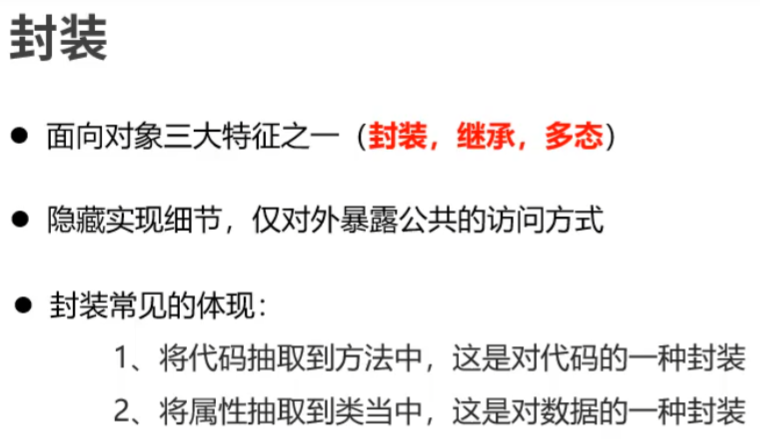 封装
● 面向对象三大特征之一（封装，继承，多态）
● 隐藏实现细节，仅对外暴露公共的访问方式
● 封装常见的体现：
1、将代码抽取到方法中，这是对代码的一种封装
2、将属性抽取到类当中，这是对数据的一种封装